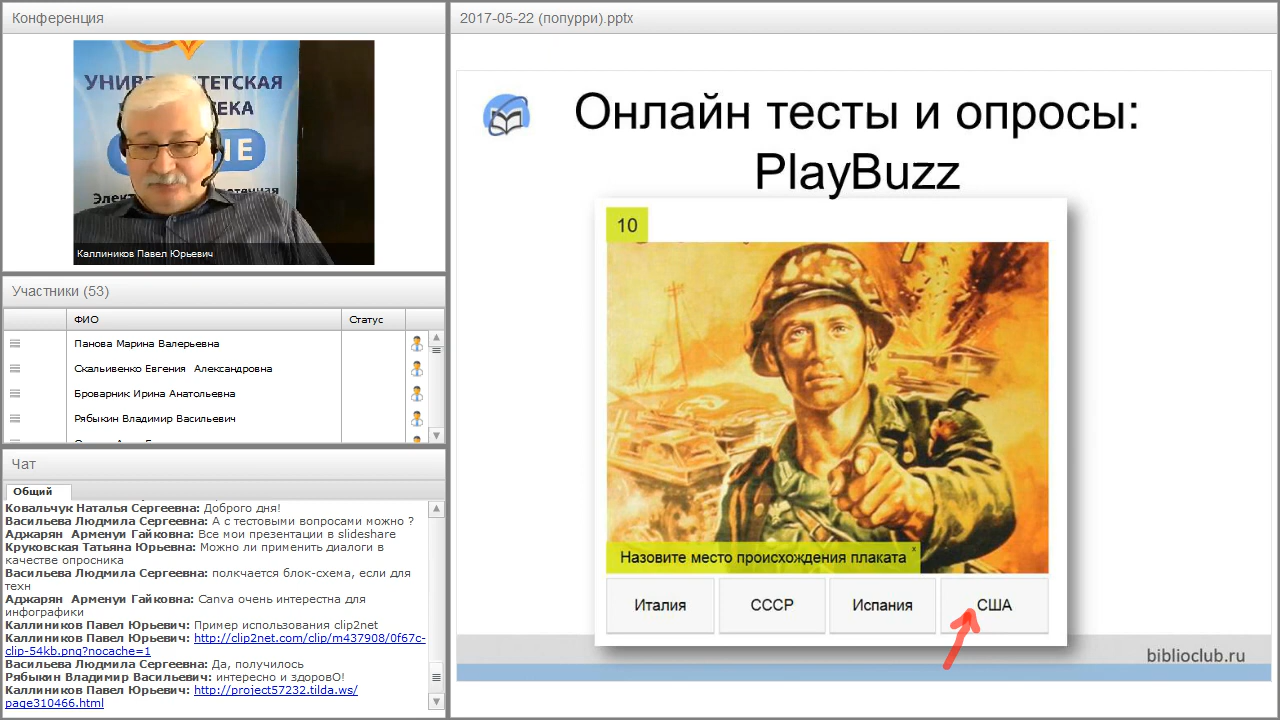 Конференция
УНИВЕРСИТЕТСКАЯ
Каллиников Павел Юрьевич
Участники (53)
ФИО
Статус
Панова Марина Валерьевна
Скальивенко Евгения Александровна
Броварник Ирина Анатольевна
Рябыкин Владимир Васильевич
Чат
Общий
Ковальчук Наталья Сергеевна: Доброго дня!
Васильева Людмила Сергеевна: А с тестовыми вопросами можно ?
Аджарян Арменуи Гайковна: Все мои презентации в slideshare
Круковская Татьяна Юрьевна: Можно ли применить диалоги в
качестве опросника
Васильева Людмила Сергеевна: полкчается блок-схема, если для
техн
Аджарян Арменуи Гайковна: Canva очень интерестна для
инфографики
Каллиников Павел Юрьевич: Пример использования clip2net
Каллиников Павел Юрьевич: http://clip2net.com/clip/m437908/0f67c-
clip-54kb.png?nocache=1
Васильева Людмила Сергеевна: Да, получилось
Рябыкин Владимир Васильевич: интересно и здоровО!
Каллиников Павел Юрьевич: http://project57232.tilda.ws/
page310466.html
2017-05-22 (попурри).pptx
Онлайн тесты и опросы:
PlayBuzz
10
Назовите место происхождения плаката
x
Италия
СССР
Испания
США
biblioclub.ru